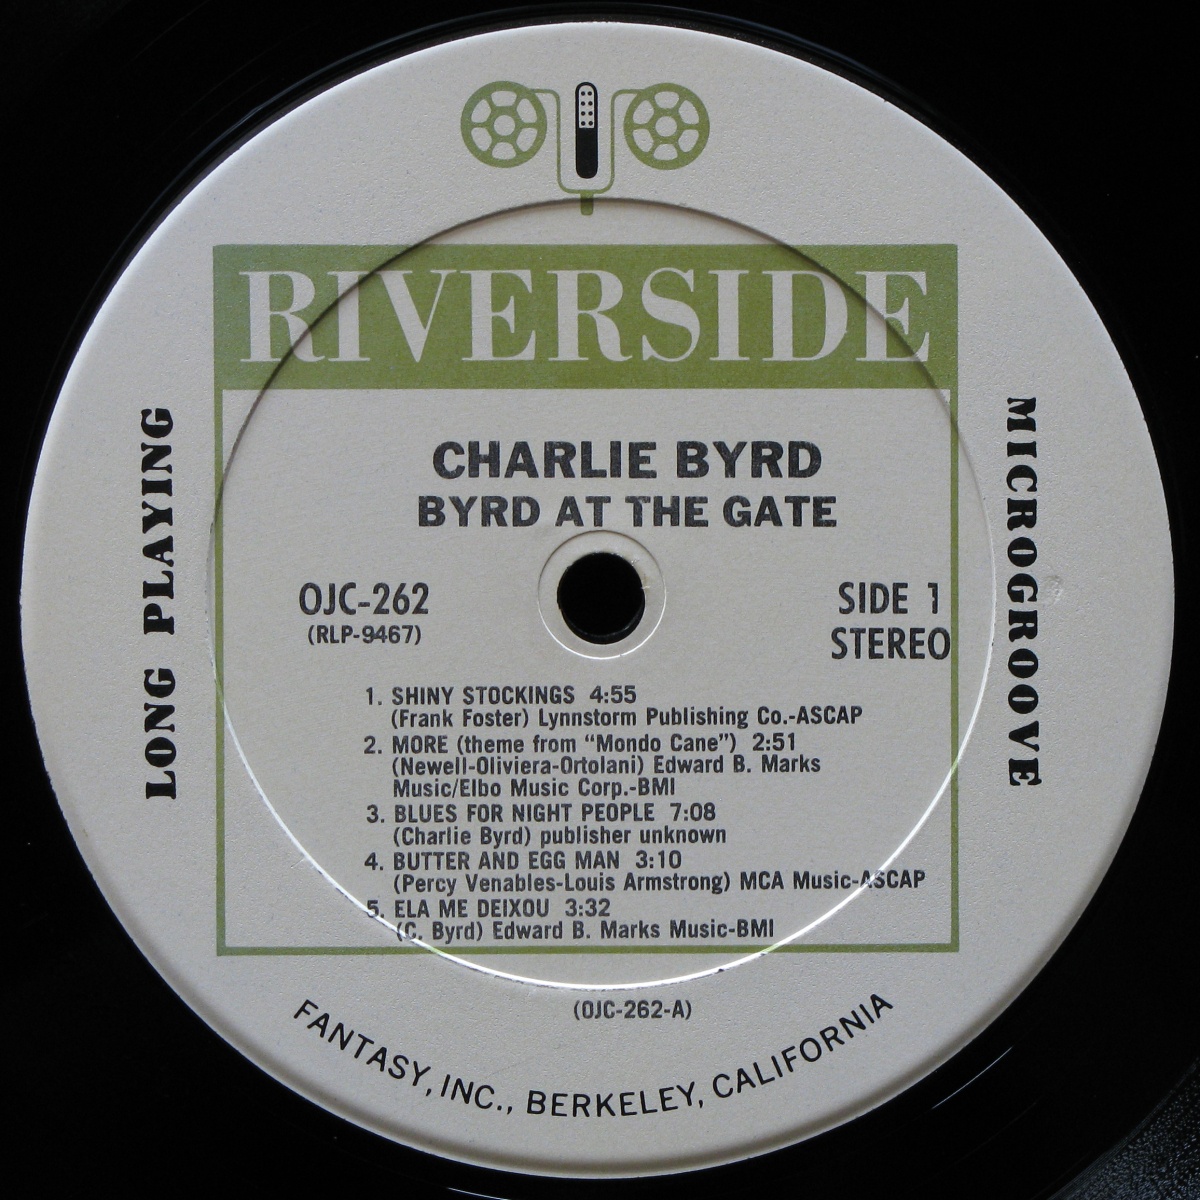 RIVERSIDE
LONG PLAYING
MICROGROOVE
CHARLIE BYRD
BYRD AT THE GATE
OJC-262
(RLP-9467)
SIDE 1
STEREO
1. SHINY STOCKINGS 4:55
(Frank Foster) Lynnstorm Publishing Co.-ASCAP
2. MORE (theme from “Mondo Cane”) 2:51
(Newell-Oliviera-Ortolani) Edward B. Marks
Music/Elbo Music Corp.-BMI
3. BLUES FOR NIGHT PEOPLE 7:08
(Charlie Byrd) publisher unknown
4. BUTTER AND EGG MAN 3:10
(Percy Venables-Louis Armstrong) MCA Music-ASCAP
5. ELA ME DEIXOU 3:32
(C. Byrd) Edward B. Marks Music-BMI
(OJC-262-A)
FANTASY, INC., BERKELEY, CALIFORNIA